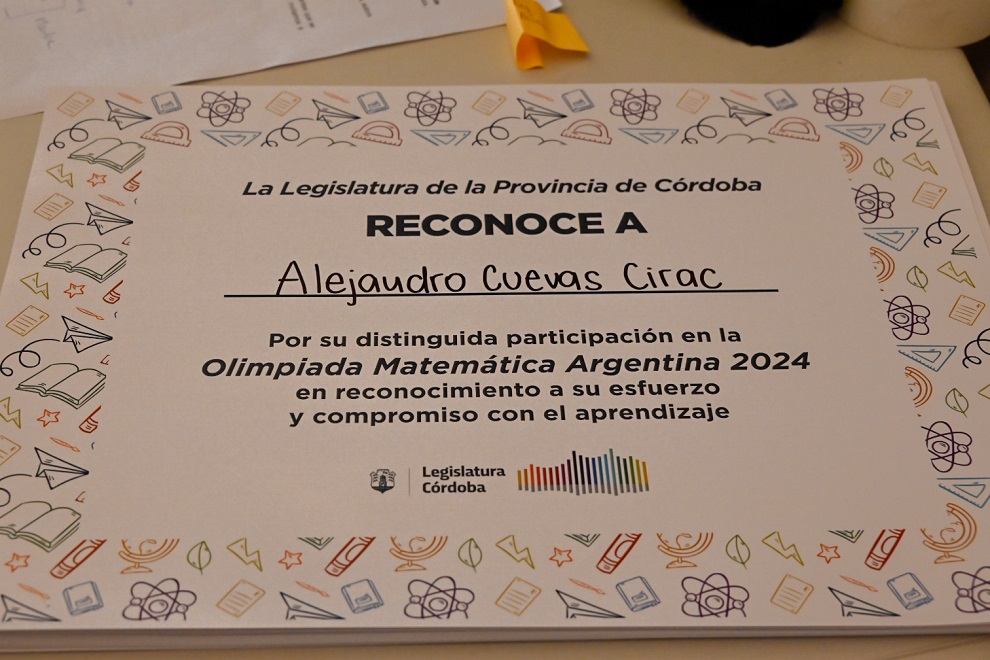 La Legislatura de la Provincia de Córdoba
RECONOCE A
Alejandro Cuevas Cirac
Por su distinguida participación en la
Olimpiada Matemática Argentina 2024
en reconocimiento a su esfuerzo
y compromiso con el aprendizaje
Legislatura
Córdoba